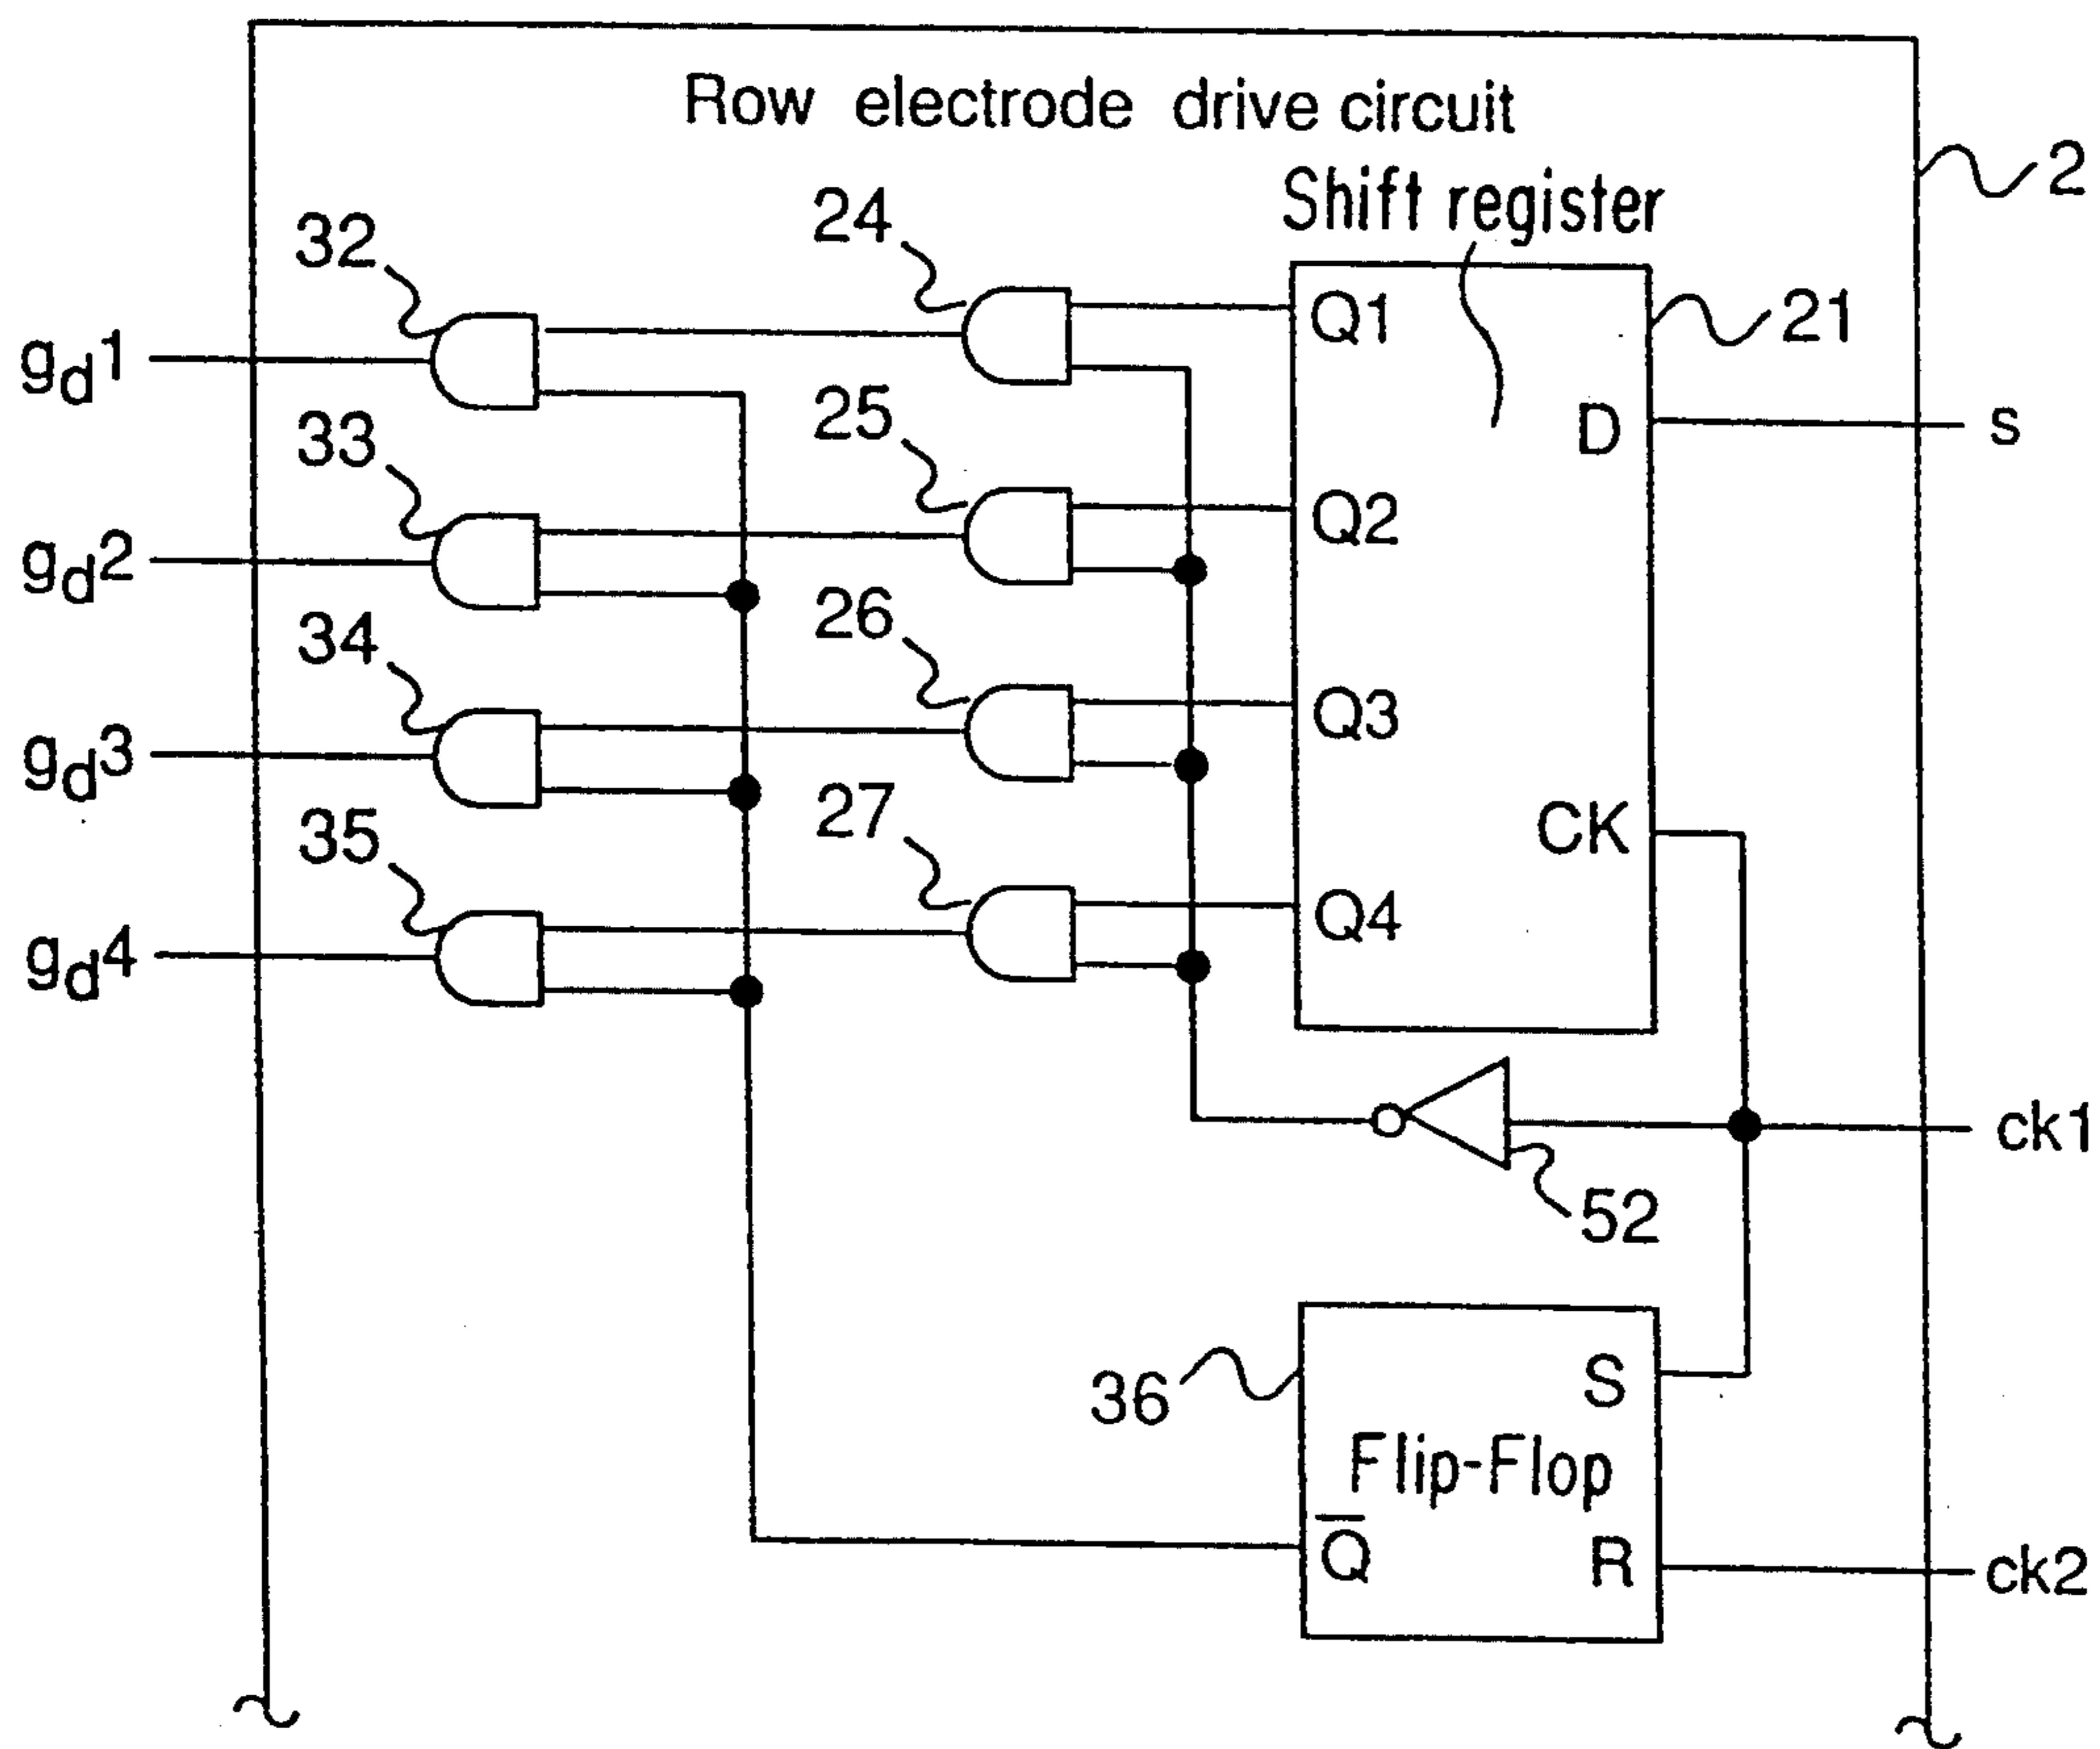 Row electrode drive circuit
2
Shift register
24
32
Q1
21
gd1
D
s
25
33
Q2
gd2
26
34
Q3
gd3
27
CK
35
Q4
gd4
ck1
52
36
S
Flip-Flop
Q̅
R
ck2